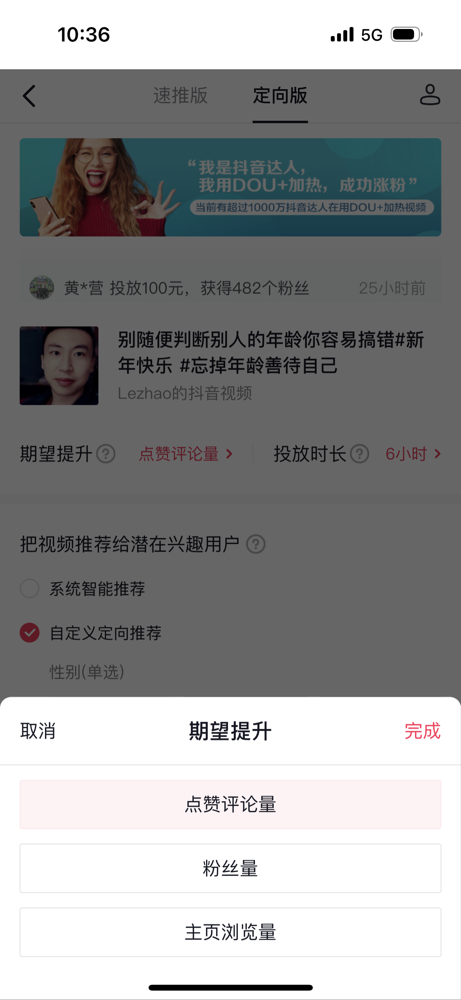 10:36
5G
速推版
定向版
“我是抖音达人,
我用DOU+加热，成功涨粉”
当前有超过1000万抖音达人在用DOU+加热视频
黄*营 投放100元，获得482个粉丝
25小时前
别随便判断别人的年龄你容易搞错#新
年快乐 #忘掉年龄善待自己
Lezhao的抖音视频
期望提升
点赞评论量
投放时长
6小时
把视频推荐给潜在兴趣用户
系统智能推荐
自定义定向推荐
性别(单选)
取消
期望提升
完成
点赞评论量
粉丝量
主页浏览量